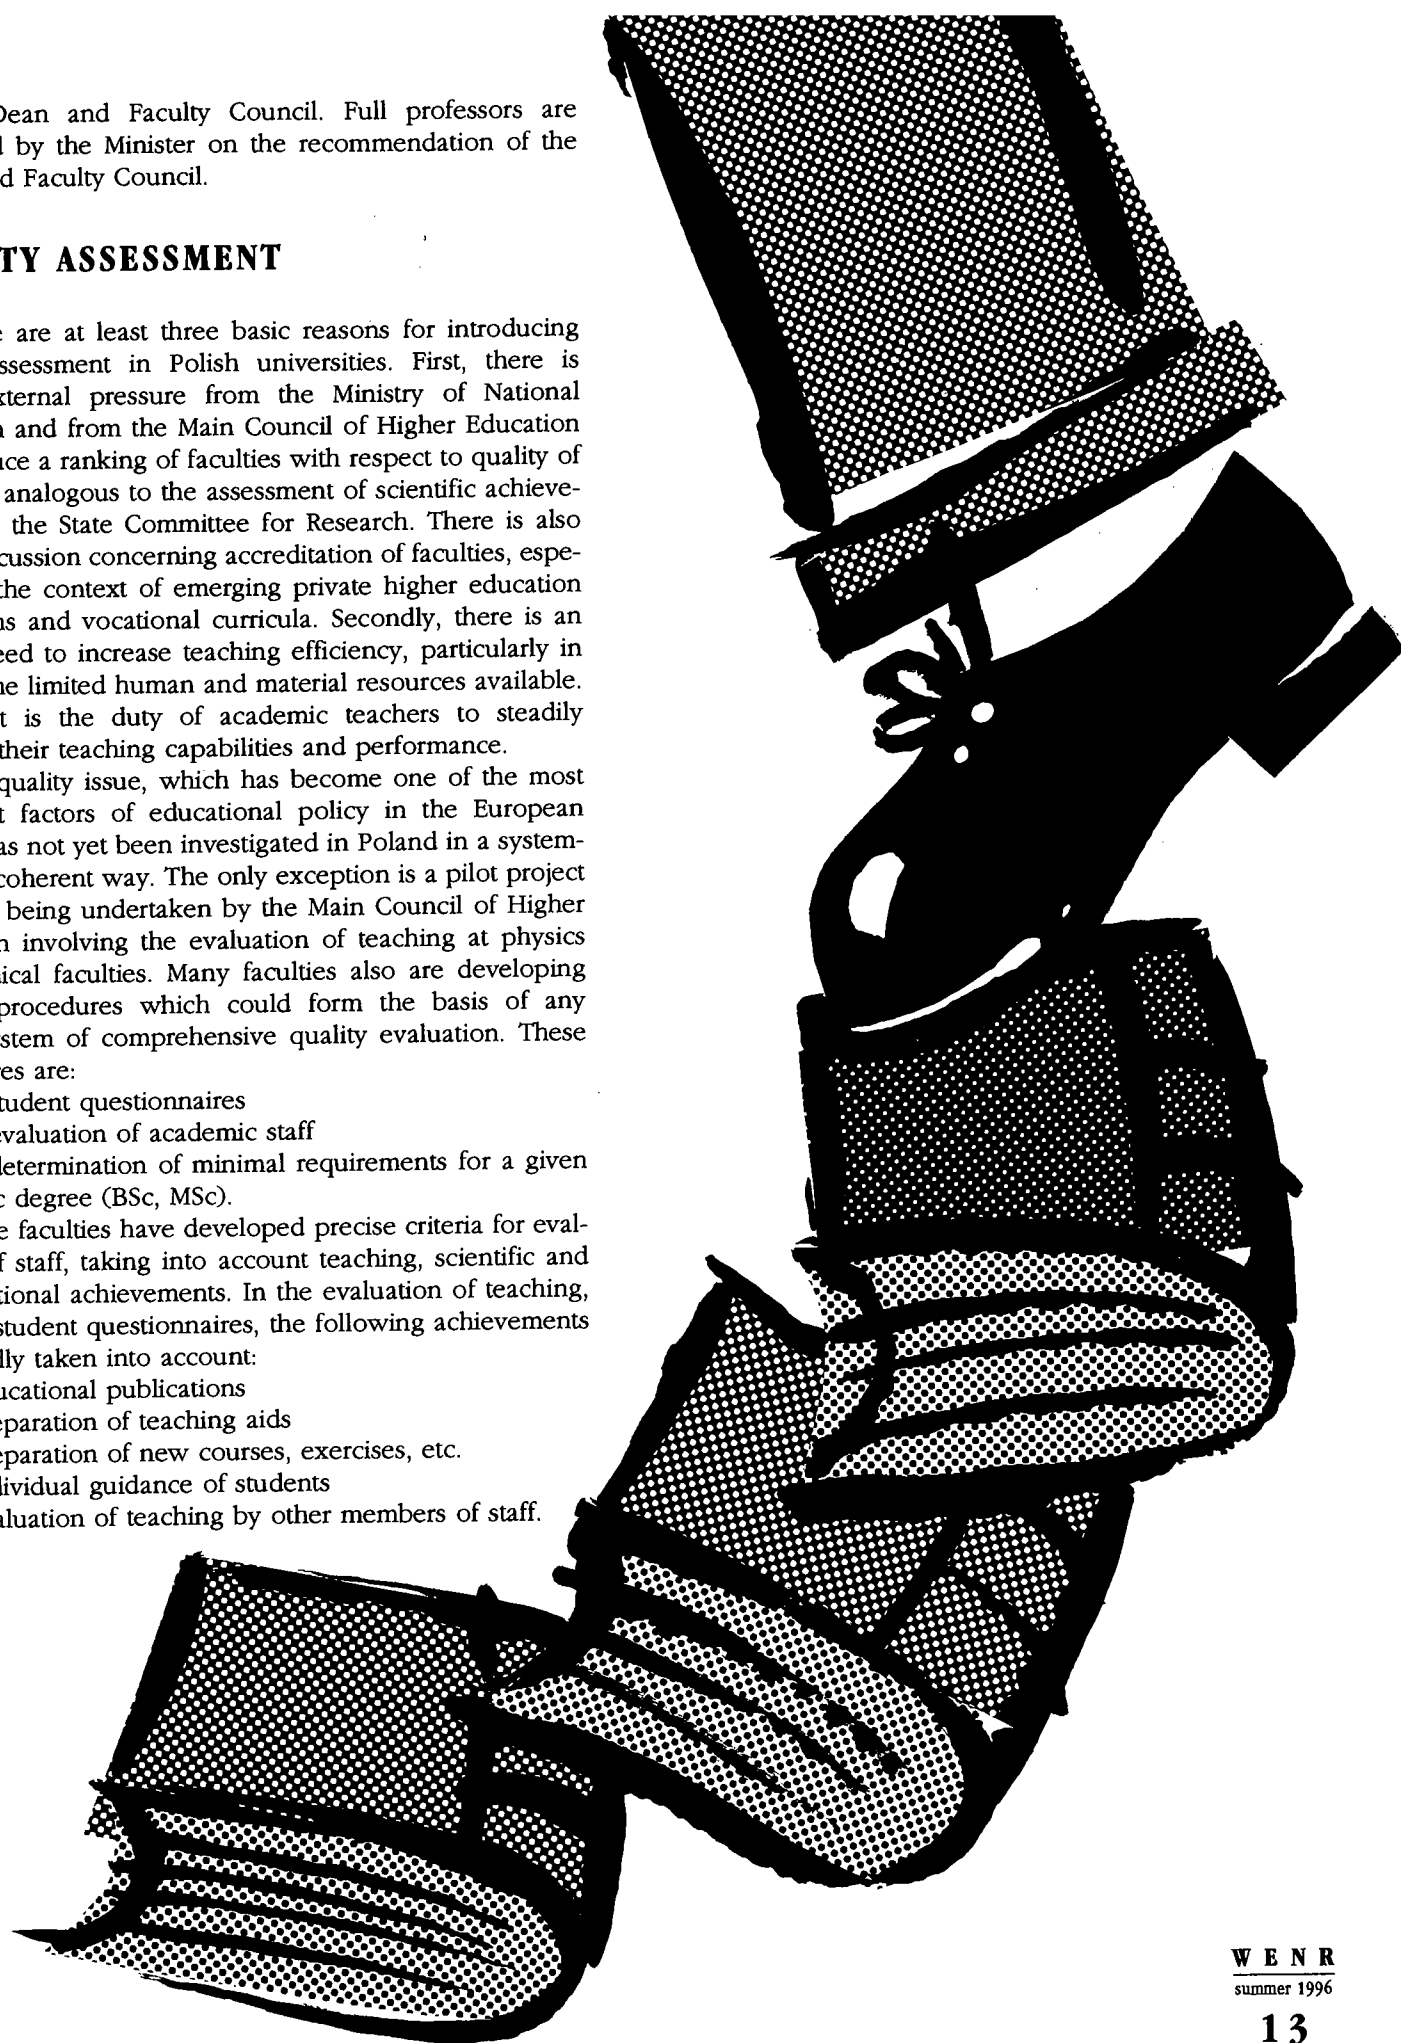 Dean and Faculty Council. Full professors are
by the Minister on the recommendation of the
d Faculty Council.
TY ASSESSMENT
e are at least three basic reasons for introducing
ssessment in Polish universities. First, there is
xternal pressure from the Ministry of National
n and from the Main Council of Higher Education
uce a ranking of faculties with respect to quality of
analogous to the assessment of scientific achieve-
the State Committee for Research. There is also
cussion concerning accreditation of faculties, espe-
the context of emerging private higher education
ns and vocational curricula. Secondly, there is an
eed to increase teaching efficiency, particularly in
he limited human and material resources available.
t is the duty of academic teachers to steadily
their teaching capabilities and performance.
quality issue, which has become one of the most
t factors of educational policy in the European
as not yet been investigated in Poland in a system-
coherent way. The only exception is a pilot project
being undertaken by the Main Council of Higher
n involving the evaluation of teaching at physics
nical faculties. Many faculties also are developing
procedures which could form the basis of any
stem of comprehensive quality evaluation. These
res are:
tudent questionnaires
evaluation of academic staff
determination of minimal requirements for a given
c degree (BSc, MSc).
e faculties have developed precise criteria for eval-
f staff, taking into account teaching, scientific and
tional achievements. In the evaluation of teaching,
student questionnaires, the following achievements
lly taken into account:
ucational publications
eparation of teaching aids
eparation of new courses, exercises, etc.
dividual guidance of students
aluation of teaching by other members of staff.
WENR
summer 1996
13